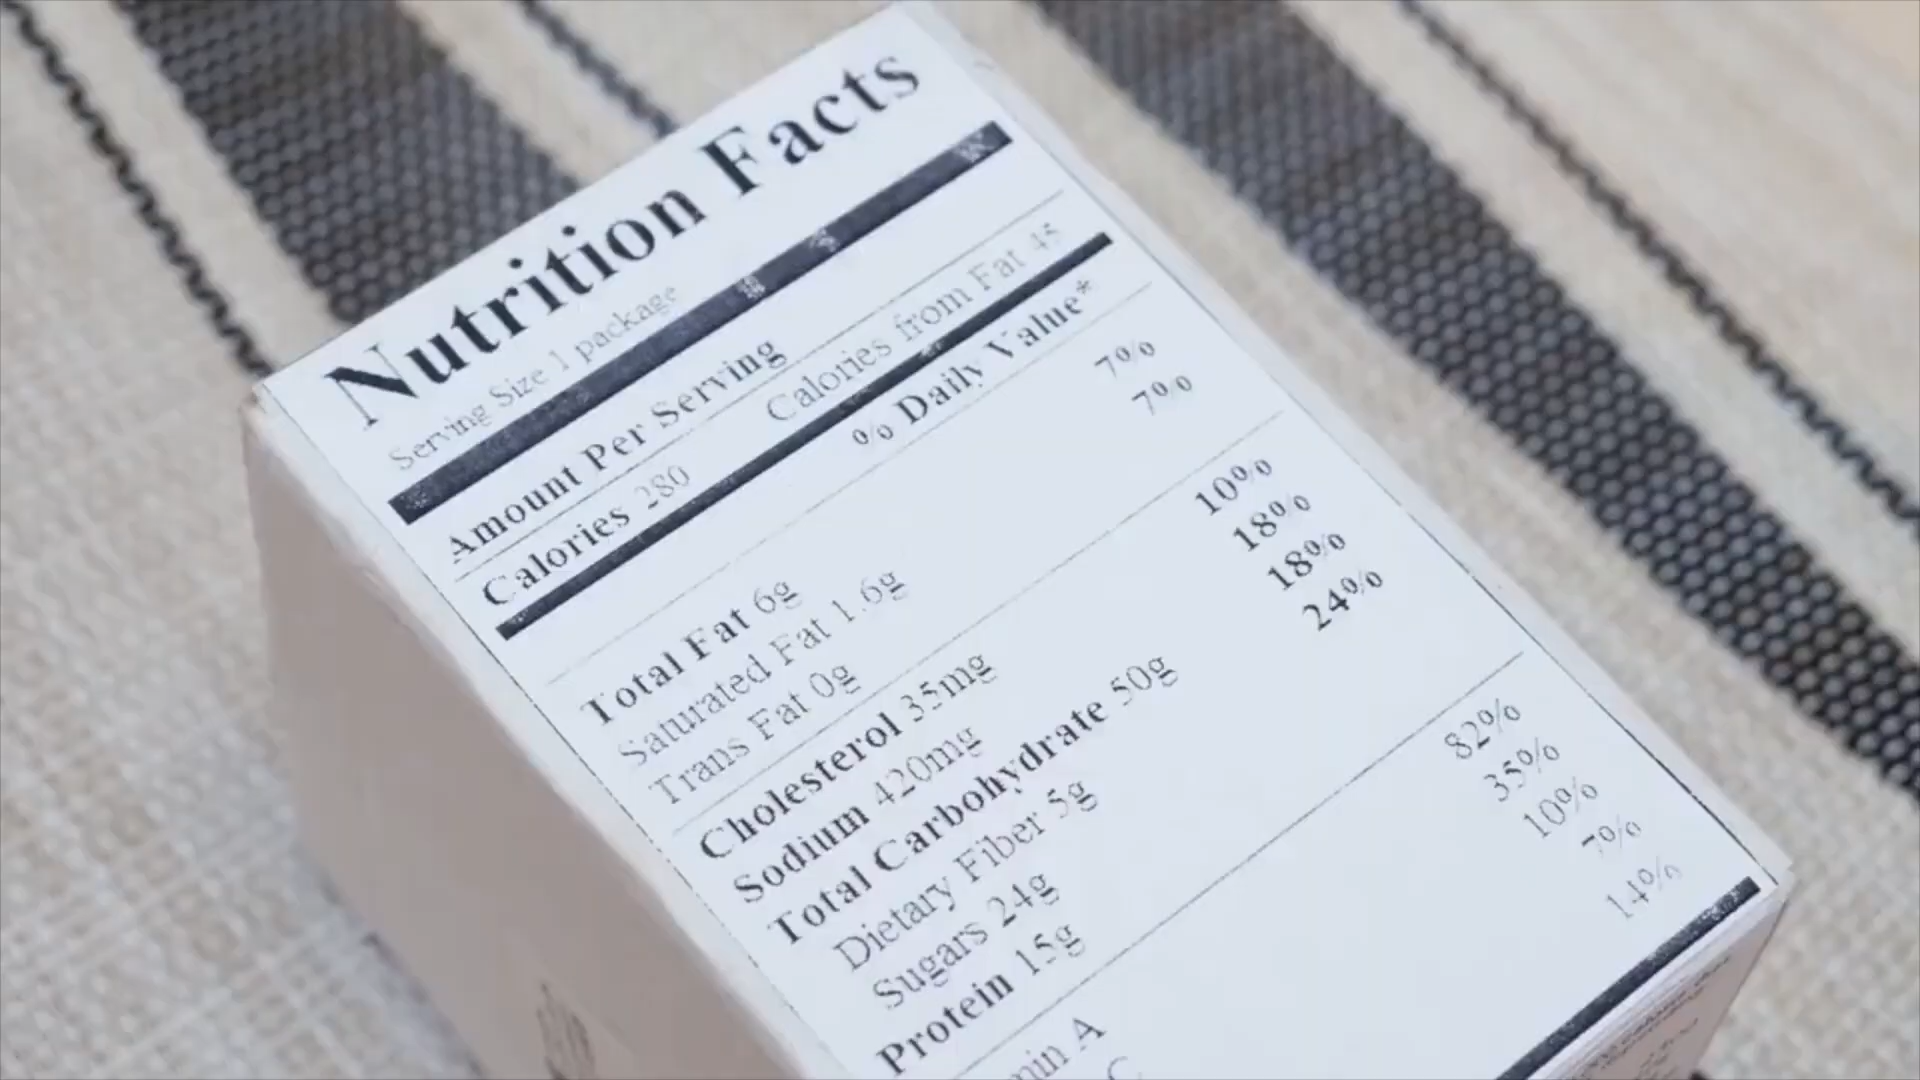 Nutrition Facts
Serving Size 1 package
Amount Per Serving
Calories 280 Calories from Fat 45
% Daily Value*
Total Fat 6g 7%
Saturated Fat 1.6g 7%
Trans Fat 0g
Cholesterol 35mg 10%
Sodium 420mg 18%
Total Carbohydrate 50g 18%
Dietary Fiber 5g 24%
Sugars 24g
Protein 15g
A 82%
C 35%
10%
7%
14%